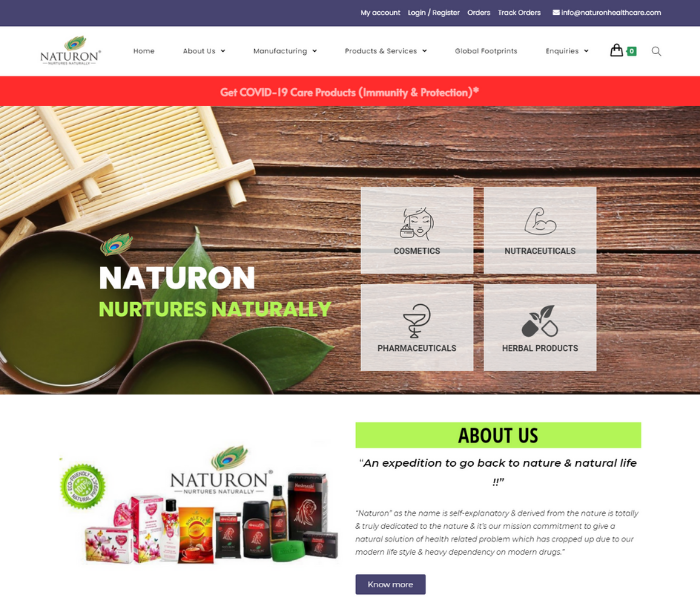 My account Login / Register Orders Track Orders info@naturonhealthcare.com
NATURON®
NURTURES NATURALLY
Home About Us Manufacturing Products & Services Global Footprints Enquiries 0
Get COVID-19 Care Products (Immunity & Protection)*
COSMETICS NUTRACEUTICALS
NATURON
NURTURES NATURALLY
PHARMACEUTICALS HERBAL PRODUCTS
ABOUT US
“An expedition to go back to nature & natural life
!!”
NATURON®
NURTURES NATURALLY
“Naturon” as the name is self-explanatory & derived from the nature is totally
& truly dedicated to the nature & it’s our mission commitment to give a
natural solution of health related problem which has cropped up due to our
modern life style & heavy dependency on modern drugs.”
Know more